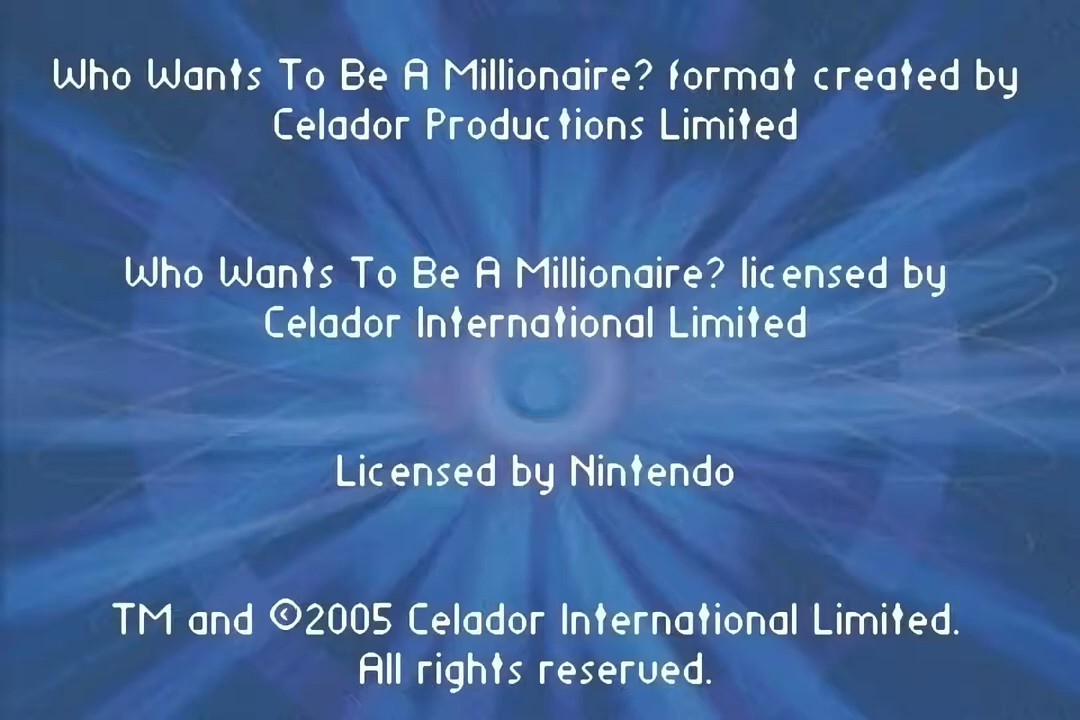 Who Wants To Be A Millionaire? format created by
Celador Productions Limited
Who Wants To Be A Millionaire? licensed by
Celador International Limited
Licensed by Nintendo
TM and ©2005 Celador International Limited.
All rights reserved.